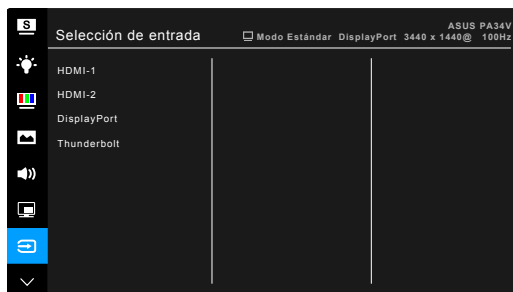 S
ASUS PA34V
Selección de entrada
Modo Estándar DisplayPort 3440 x 1440@ 100Hz
HDMI-1
HDMI-2
DisplayPort
Thunderbolt